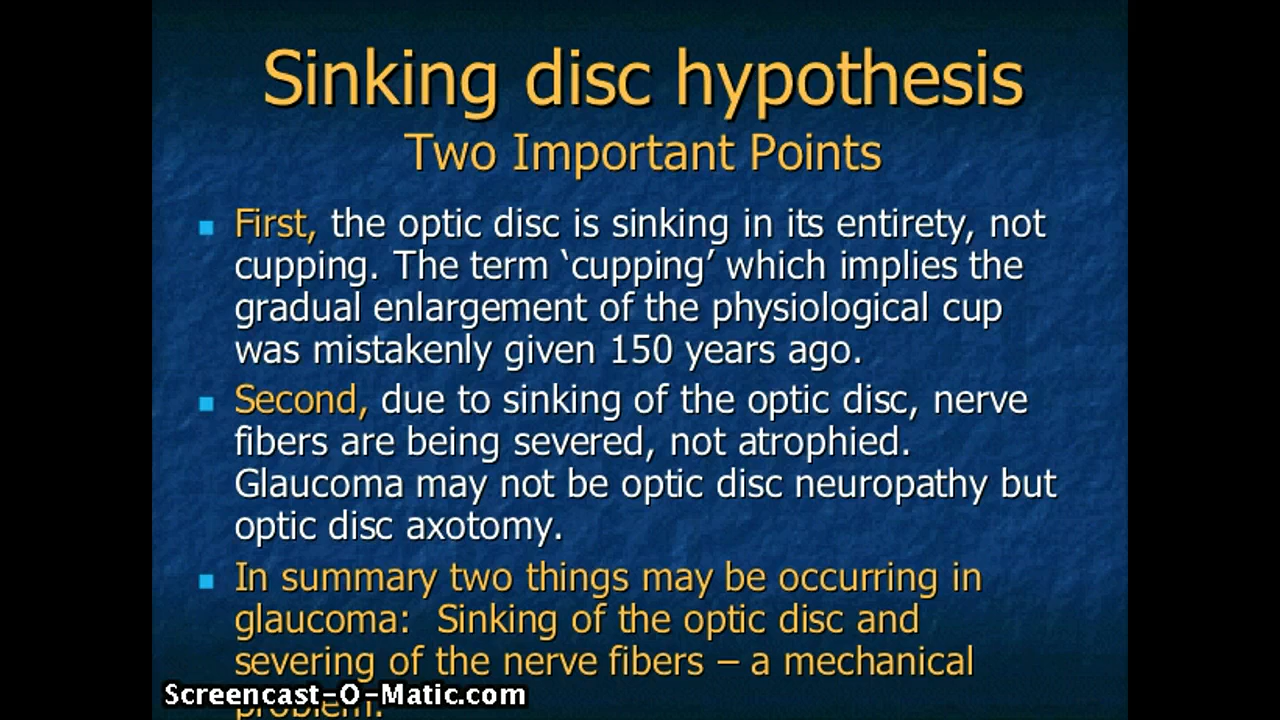 Sinking disc hypothesis
Two Important Points
First, the optic disc is sinking in its entirety, not
cupping. The term ‘cupping’ which implies the
gradual enlargement of the physiological cup
was mistakenly given 150 years ago.
Second, due to sinking of the optic disc, nerve
fibers are being severed, not atrophied.
Glaucoma may not be optic disc neuropathy but
optic disc axotomy.
In summary two things may be occurring in
glaucoma:  Sinking of the optic disc and
severing of the nerve fibers – a mechanical
problem.
Screencast-O-Matic.com